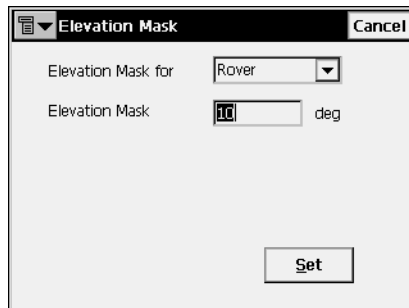 Elevation Mask Cancel
Elevation Mask for Rover
Elevation Mask 10 deg
Set